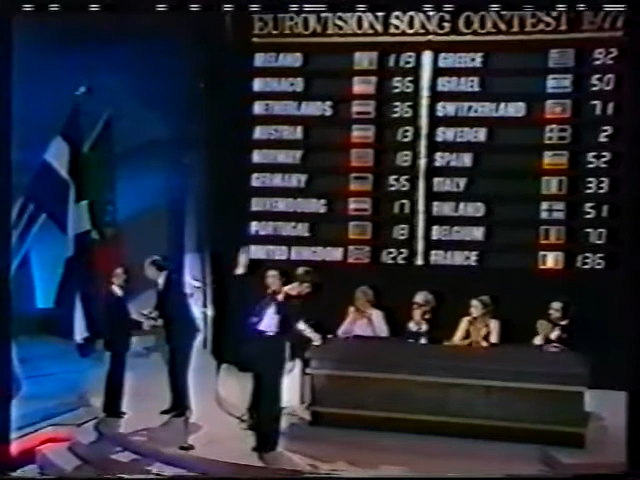 EUROVISION SONG CONTEST 1977
IRELAND 119 GREECE 92
MONACO 96 ISRAEL 50
NETHERLANDS 35 SWITZERLAND 71
AUSTRIA SWEDEN 2
NORWAY 18 SPAIN 52
GERMANY 55 ITALY 33
LUXEMBOURG 17 FINLAND 51
PORTUGAL 18 BELGIUM 70
UNITED KINGDOM 122 FRANCE 136